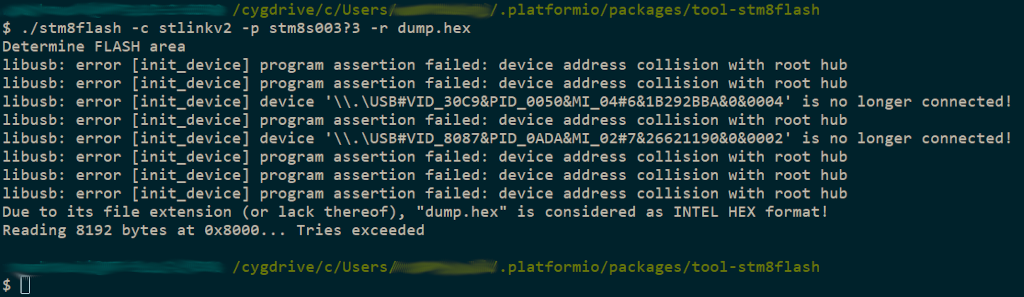 /cygdrive/c/Users/ /.platformio/packages/tool-stm8flash
$ ./stm8flash -c stlinkv2 -p stm8s003?3 -r dump.hex
Determine FLASH area
libusb: error [init_device] program assertion failed: device address collision with root hub
libusb: error [init_device] program assertion failed: device address collision with root hub
libusb: error [init_device] device '\\.\USB#VID_30C9&PID_0050&MI_04#6&1B292BBA&0&0004' is no longer connected!
libusb: error [init_device] program assertion failed: device address collision with root hub
libusb: error [init_device] device '\\.\USB#VID_8087&PID_0ADA&MI_02#7&26621190&0&0002' is no longer connected!
libusb: error [init_device] program assertion failed: device address collision with root hub
libusb: error [init_device] program assertion failed: device address collision with root hub
libusb: error [init_device] program assertion failed: device address collision with root hub
Due to its file extension (or lack thereof), "dump.hex" is considered as INTEL HEX format!
Reading 8192 bytes at 0x8000... Tries exceeded
/cygdrive/c/Users/ /.platformio/packages/tool-stm8flash
$